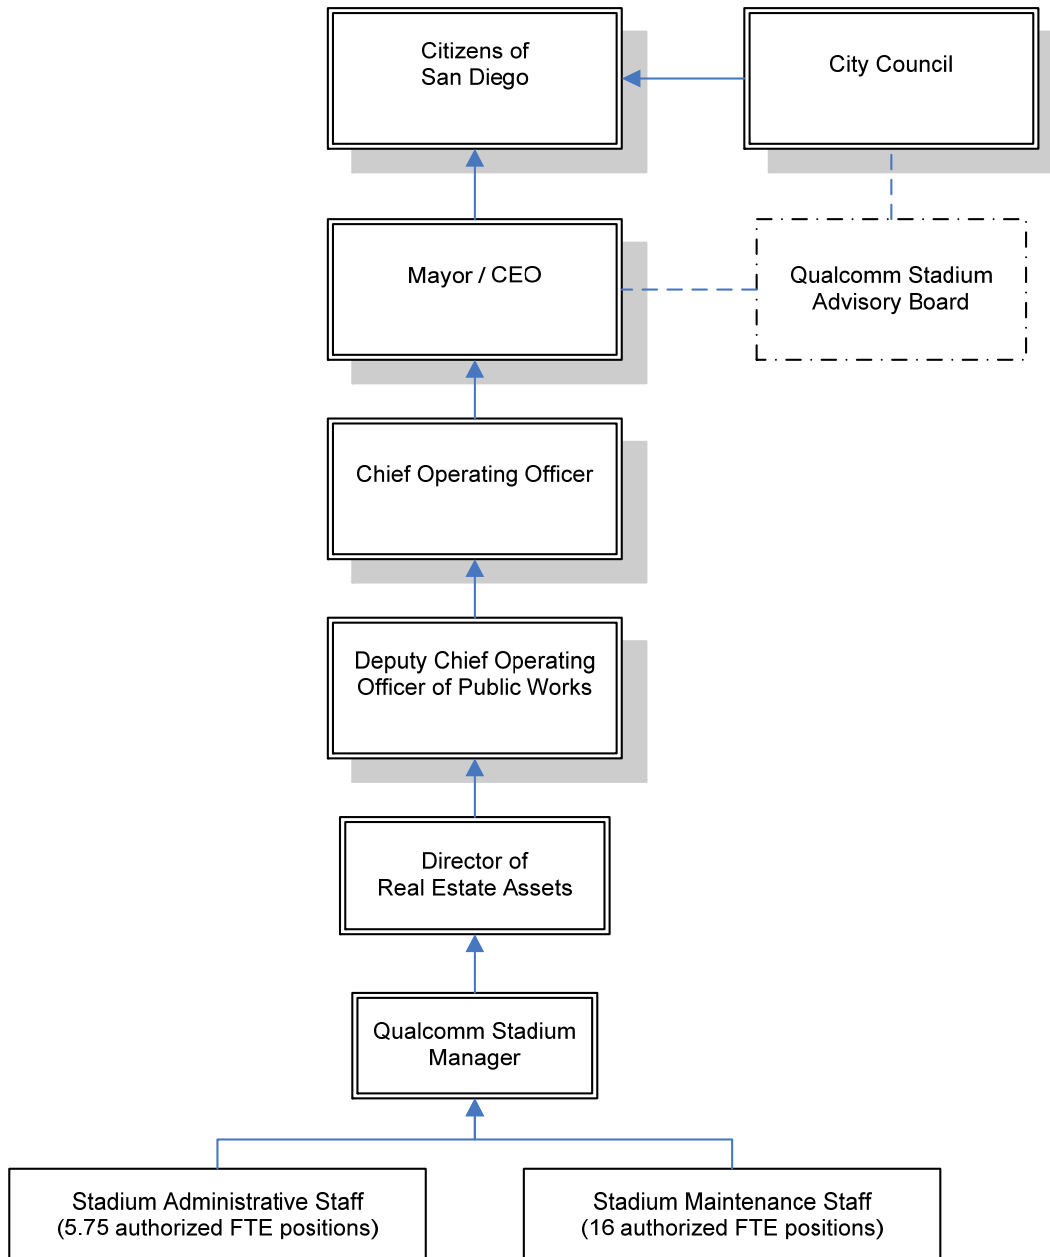 Citizens of
San Diego
City Council
Mayor / CEO
Qualcomm Stadium
Advisory Board
Chief Operating Officer
Deputy Chief Operating
Officer of Public Works
Director of
Real Estate Assets
Qualcomm Stadium
Manager
Stadium Administrative Staff
(5.75 authorized FTE positions)
Stadium Maintenance Staff
(16 authorized FTE positions)